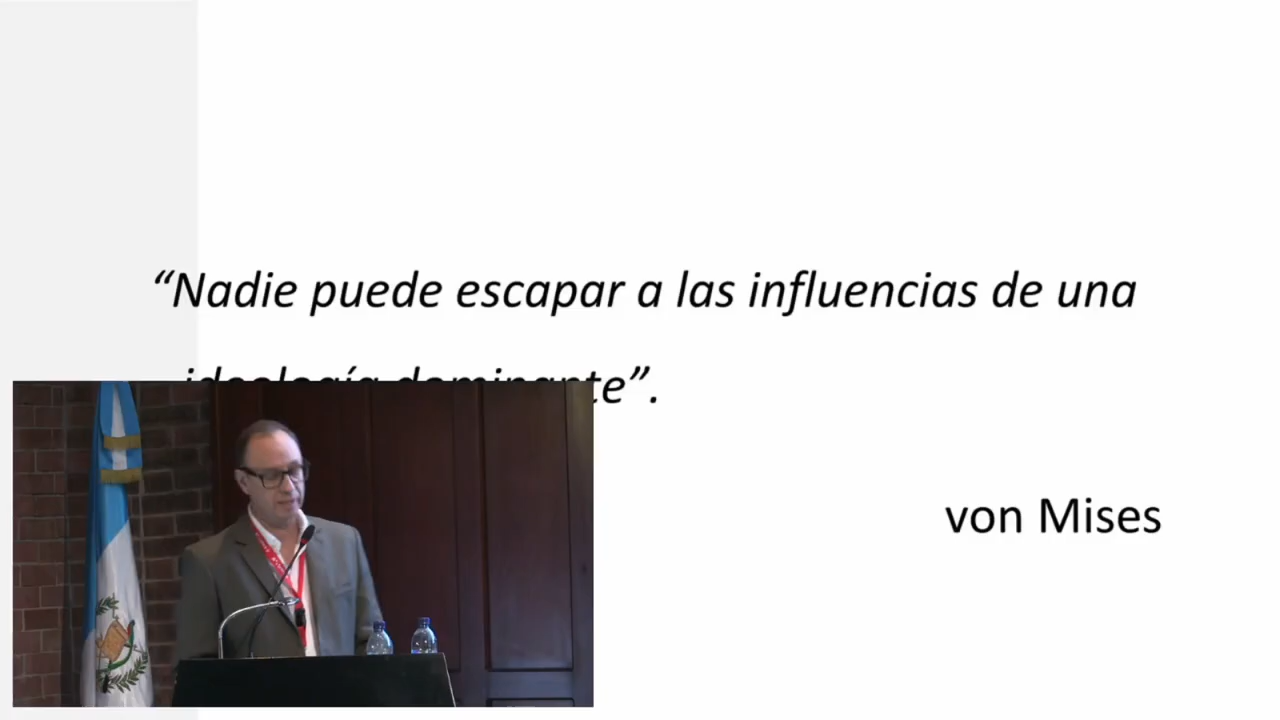 “Nadie puede escapar a las influencias de una
ideología dominante”.
von Mises